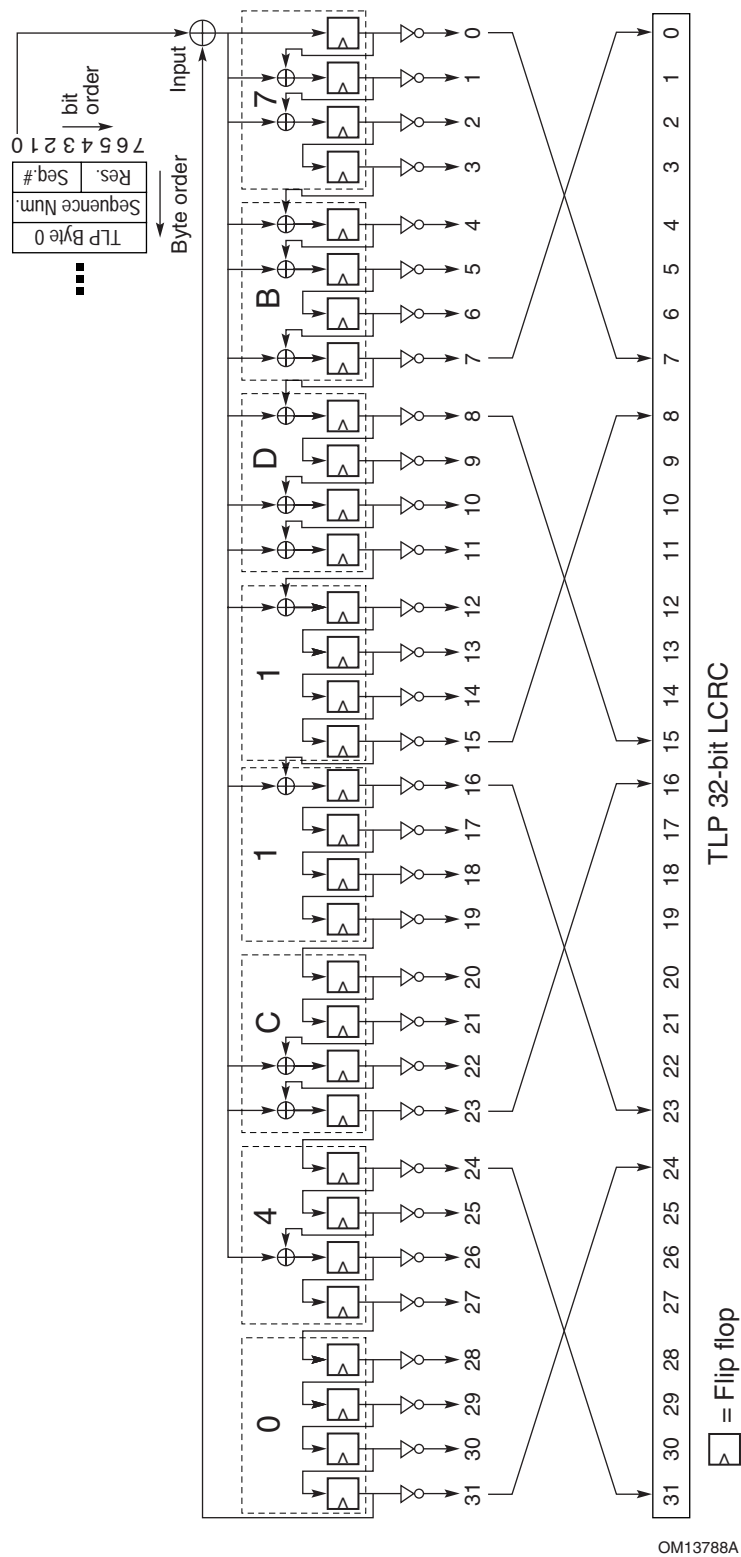 7 6 5 4 3 2 1 0
bit
order
Res. Seq.#
Sequence Num.
TLP Byte 0
Byte order
Input
0 4 C 1 1 D B 7
31 30 29 28 27 26 25 24 23 22 21 20 19 18 17 16 15 14 13 12 11 10 9 8 7 6 5 4 3 2 1 0
31 30 29 28 27 26 25 24 23 22 21 20 19 18 17 16 15 14 13 12 11 10 9 8 7 6 5 4 3 2 1 0
TLP 32-bit LCRC
= Flip flop
OM13788A